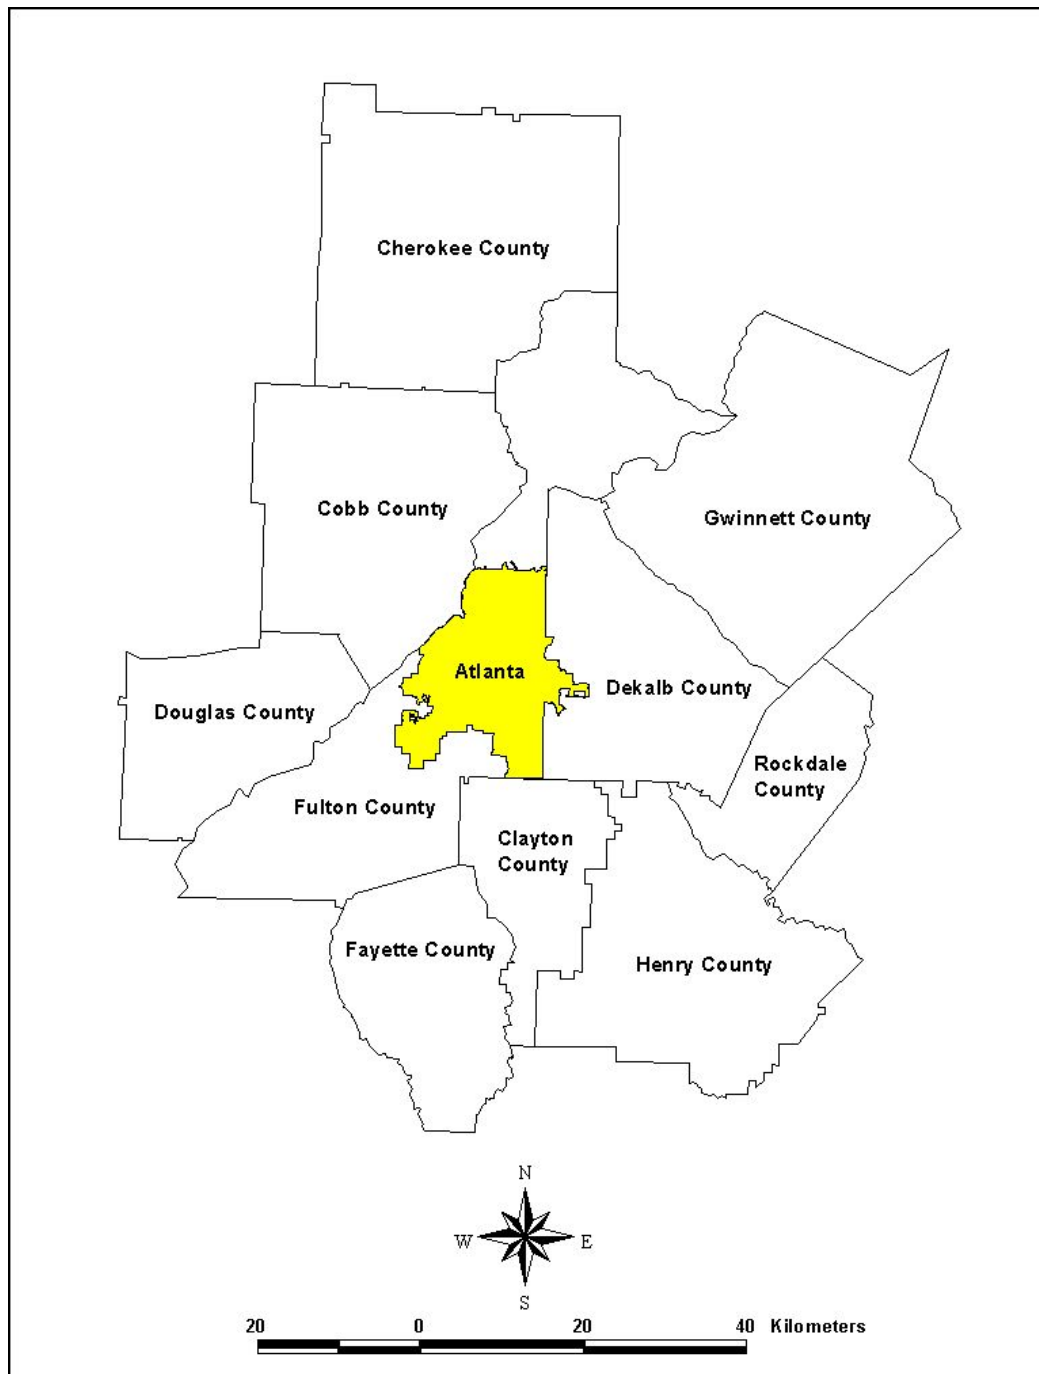 Cherokee County
Cobb County
Gwinnett County
Atlanta
Dekalb County
Douglas County
Rockdale
County
Fulton County
Clayton
County
Fayette County
Henry County
N
W
E
S
20
0
20
40
Kilometers